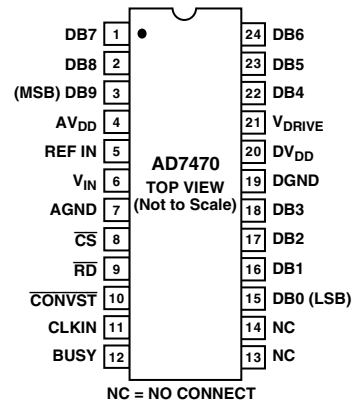 DB7 1 24 DB6
DB8 2 23 DB5
(MSB) DB9 3 22 DB4
AVDD 4 21 VDRIVE
REF IN 5 20 DVDD
VIN 6 19 DGND
AGND 7 18 DB3
CS 8 17 DB2
RD 9 16 DB1
CONVST 10 15 DB0 (LSB)
CLKIN 11 14 NC
BUSY 12 13 NC
AD7470
TOP VIEW
(Not to Scale)
NC = NO CONNECT